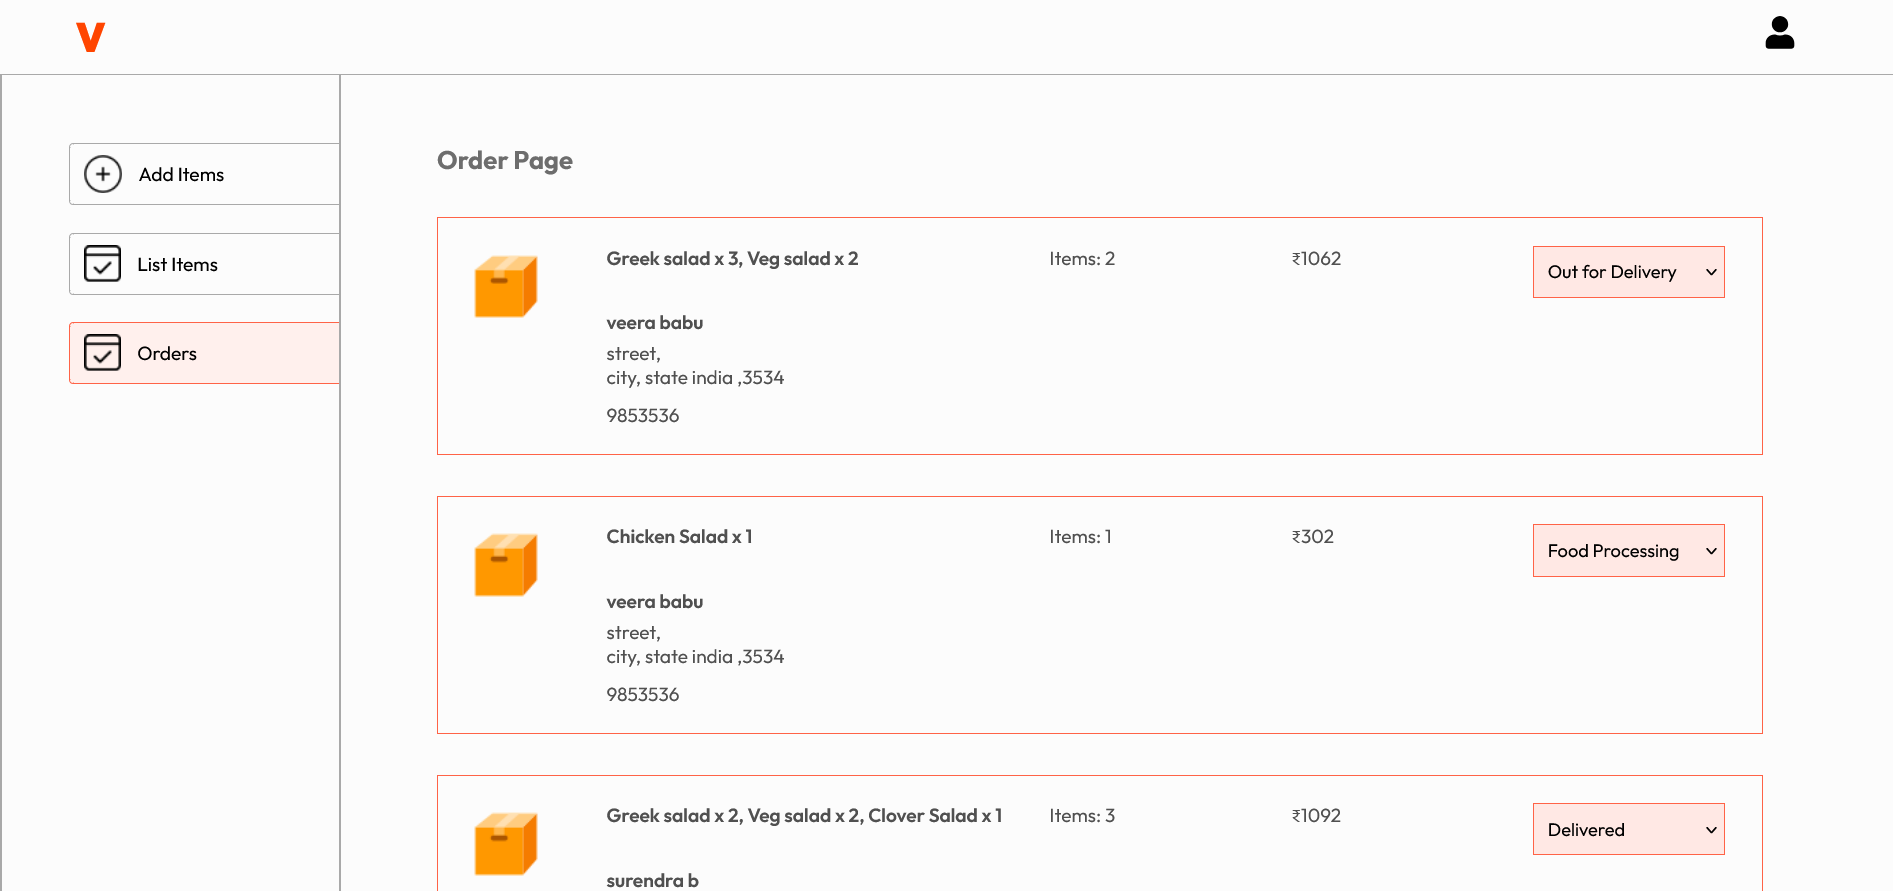 V
Add Items
List Items
Orders
Order Page
Greek salad x 3, Veg salad x 2
Items: 2
₹1062
Out for Delivery
veera babu
street,
city, state india ,3534
9853536
Chicken Salad x 1
Items: 1
₹302
Food Processing
veera babu
street,
city, state india ,3534
9853536
Greek salad x 2, Veg salad x 2, Clover Salad x 1
Items: 3
₹1092
Delivered
surendra b